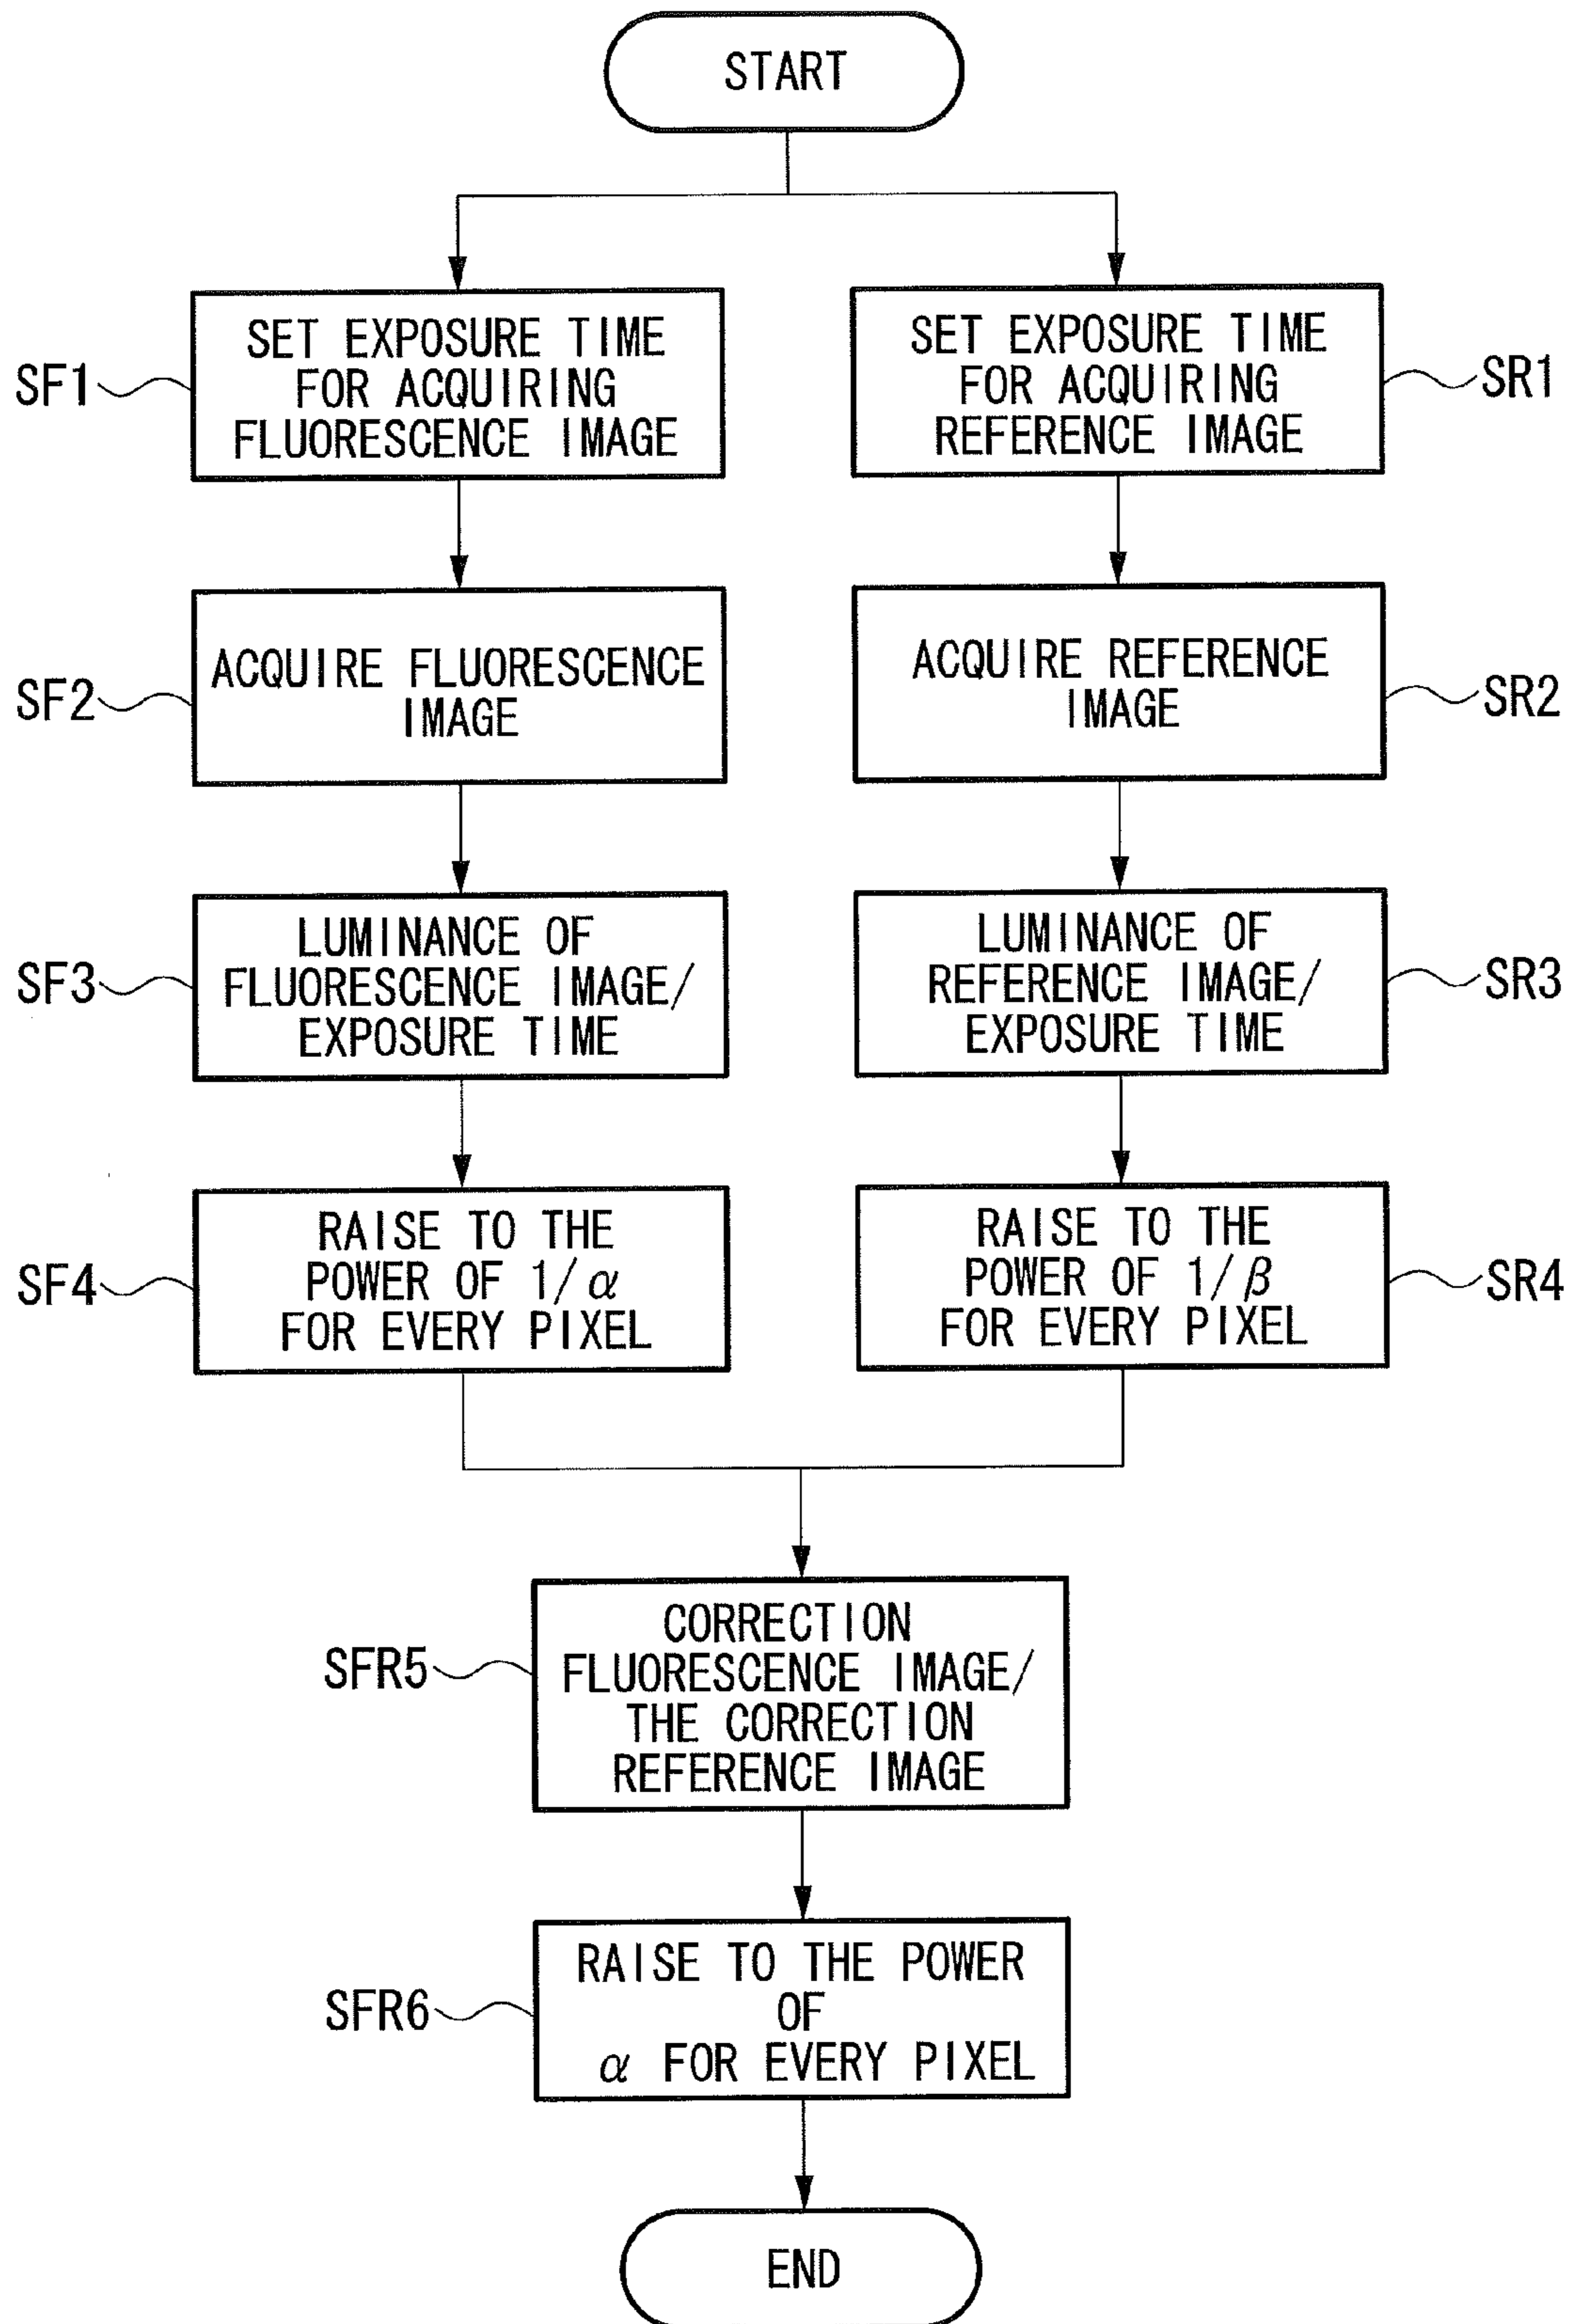 START
SF1
SET EXPOSURE TIME
FOR ACQUIRING
FLUORESCENCE IMAGE
SET EXPOSURE TIME
FOR ACQUIRING
REFERENCE IMAGE
SR1
SF2
ACQUIRE FLUORESCENCE
IMAGE
ACQUIRE REFERENCE
IMAGE
SR2
SF3
LUMINANCE OF
FLUORESCENCE IMAGE/
EXPOSURE TIME
LUMINANCE OF
REFERENCE IMAGE/
EXPOSURE TIME
SR3
SF4
RAISE TO THE
POWER OF 1/α
FOR EVERY PIXEL
RAISE TO THE
POWER OF 1/β
FOR EVERY PIXEL
SR4
SFR5
CORRECTION
FLUORESCENCE IMAGE/
THE CORRECTION
REFERENCE IMAGE
SFR6
RAISE TO THE POWER
OF
α FOR EVERY PIXEL
END